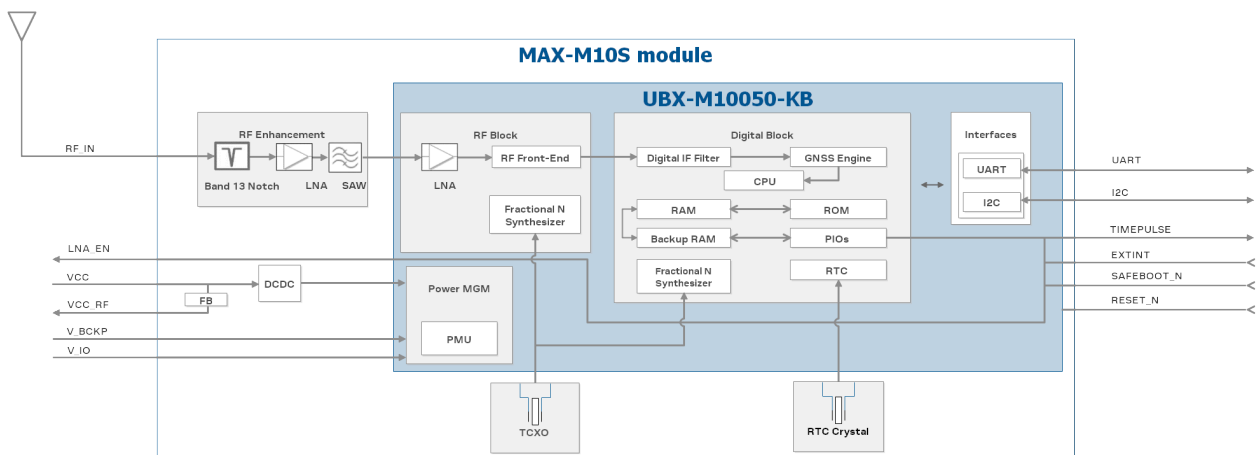 MAX-M10S module
UBX-M10050-KB
RF Enhancement
RF Block
Digital Block
Interfaces
RF_IN
Band 13 Notch
LNA
SAW
LNA
RF Front-End
Digital IF Filter
GNSS Engine
CPU
UART
I2C
UART
I2C
Fractional N
Synthesizer
RAM
ROM
Backup RAM
PIOs
TIMEPULSE
LNA_EN
EXTINT
VCC
DCDC
Power MGM
Fractional N
Synthesizer
RTC
SAFEBOOT_N
FB
VCC_RF
RESET_N
V_BCKP
PMU
V_IO
TCXO
RTC Crystal